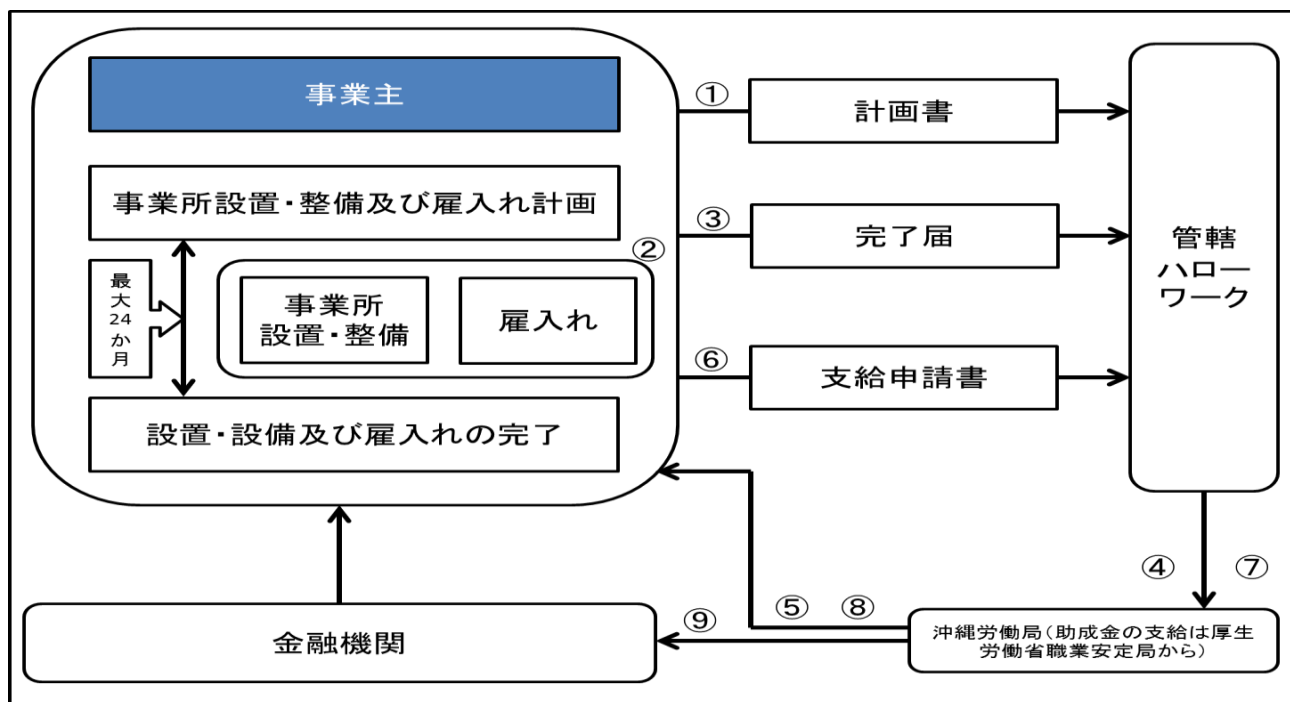 事業主
①
計画書
事業所設置・整備及び雇入れ計画
③
完了届
管轄
ハロー
ワーク
②
最
大
24
か
月
事業所
設置・整備
雇入れ
⑥
支給申請書
設置・設備及び雇入れの完了
④
⑦
⑤
⑧
⑨
金融機関
沖縄労働局（助成金の支給は厚生
労働省職業安定局から）